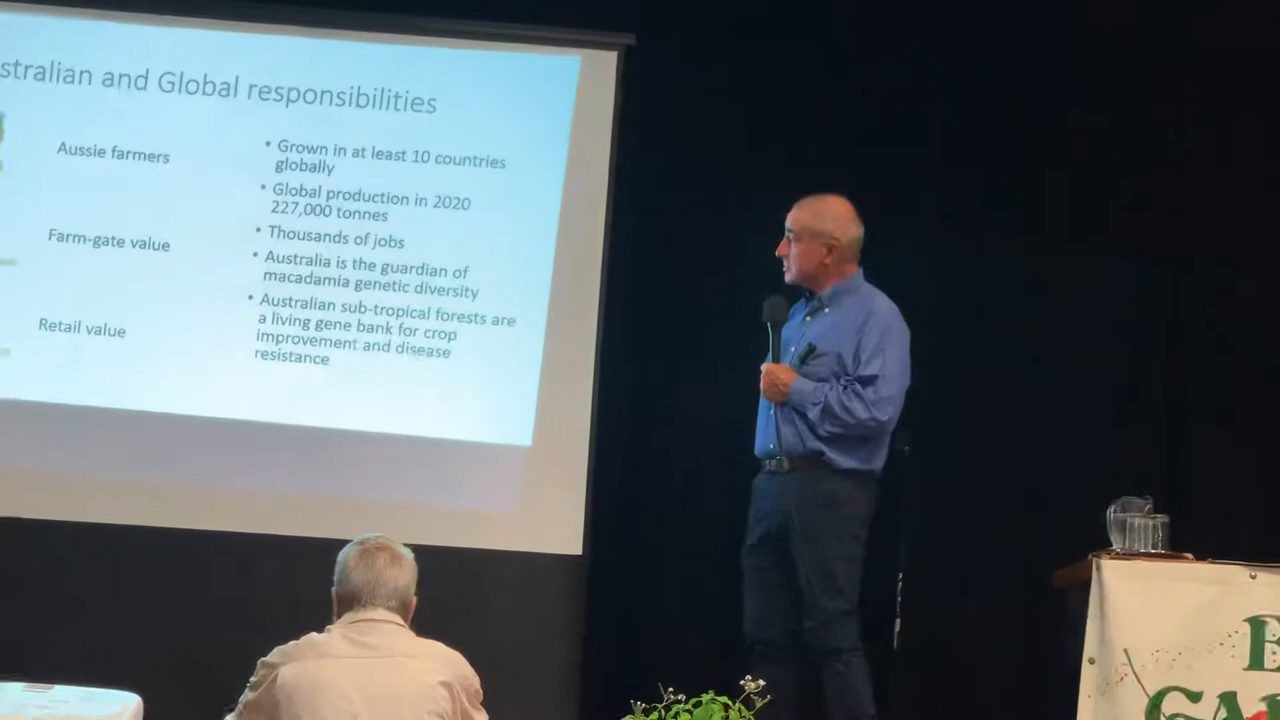 stralian and Global responsibilities
Aussie farmers
Farm-gate value
Retail value
• Grown in at least 10 countries
globally
• Global production in 2020
227,000 tonnes
• Thousands of jobs
• Australia is the guardian of
macadamia genetic diversity
• Australian sub-tropical forests are
a living gene bank for crop
improvement and disease
resistance